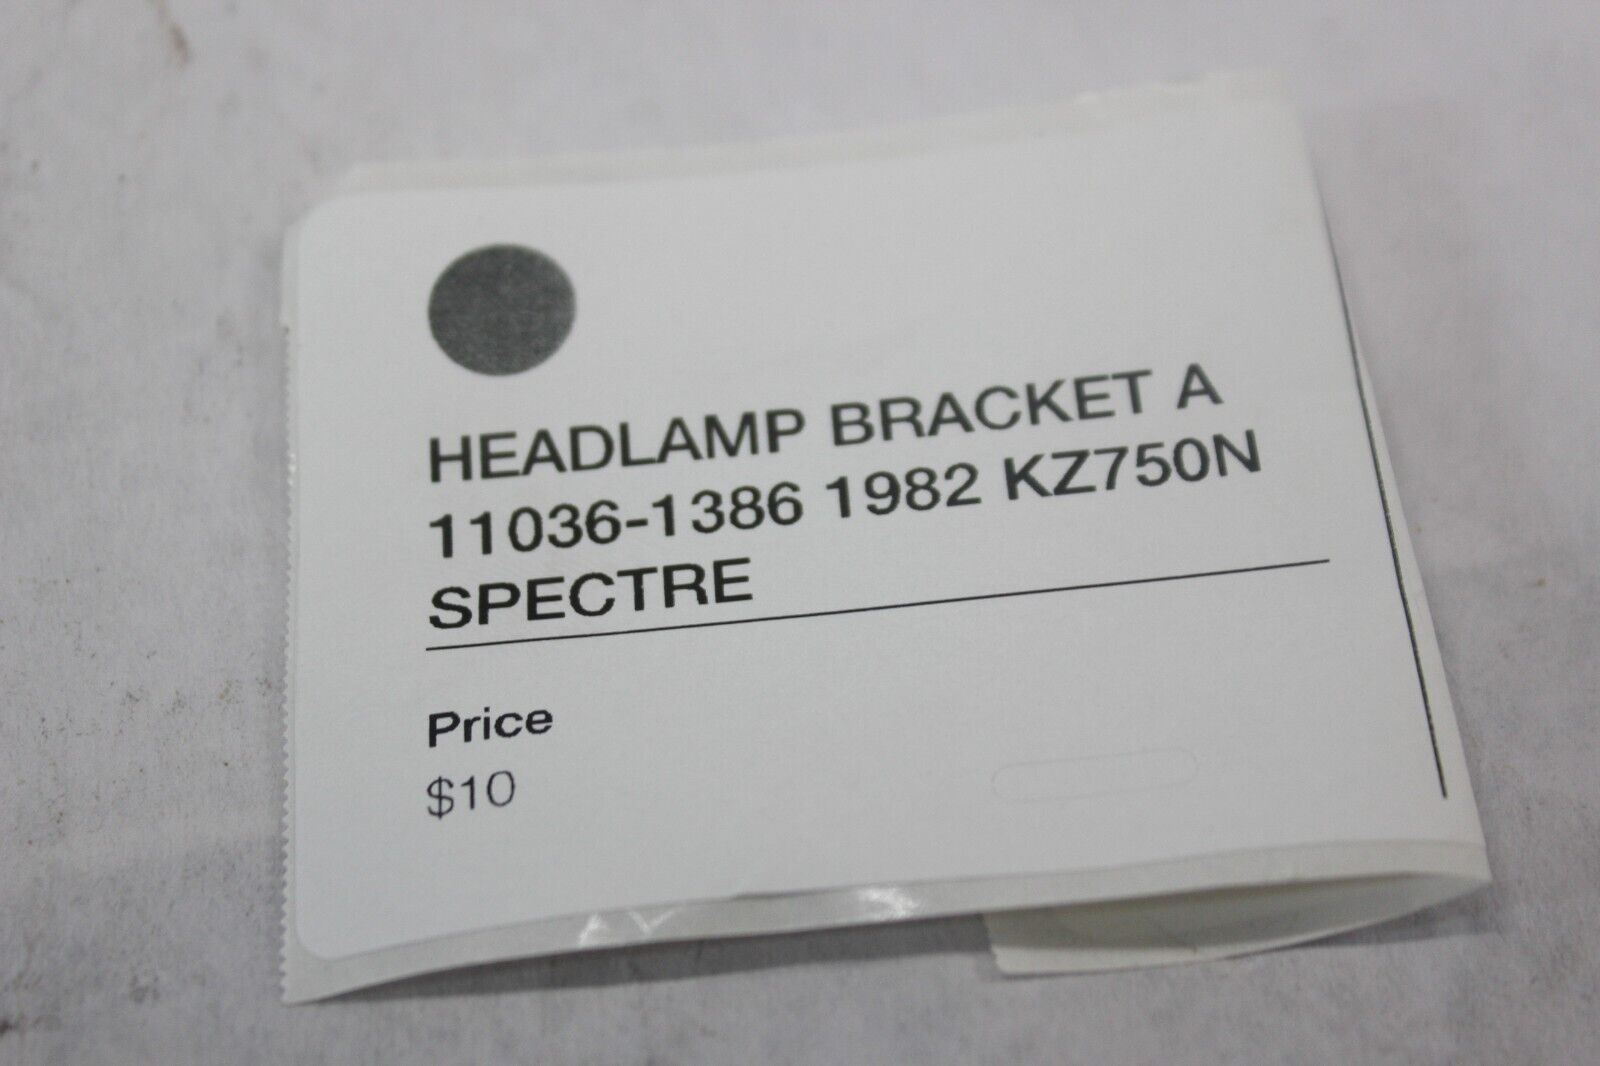 HEADLAMP BRACKET A
11036-1386 1982 KZ750N
SPECTRE
Price
$10